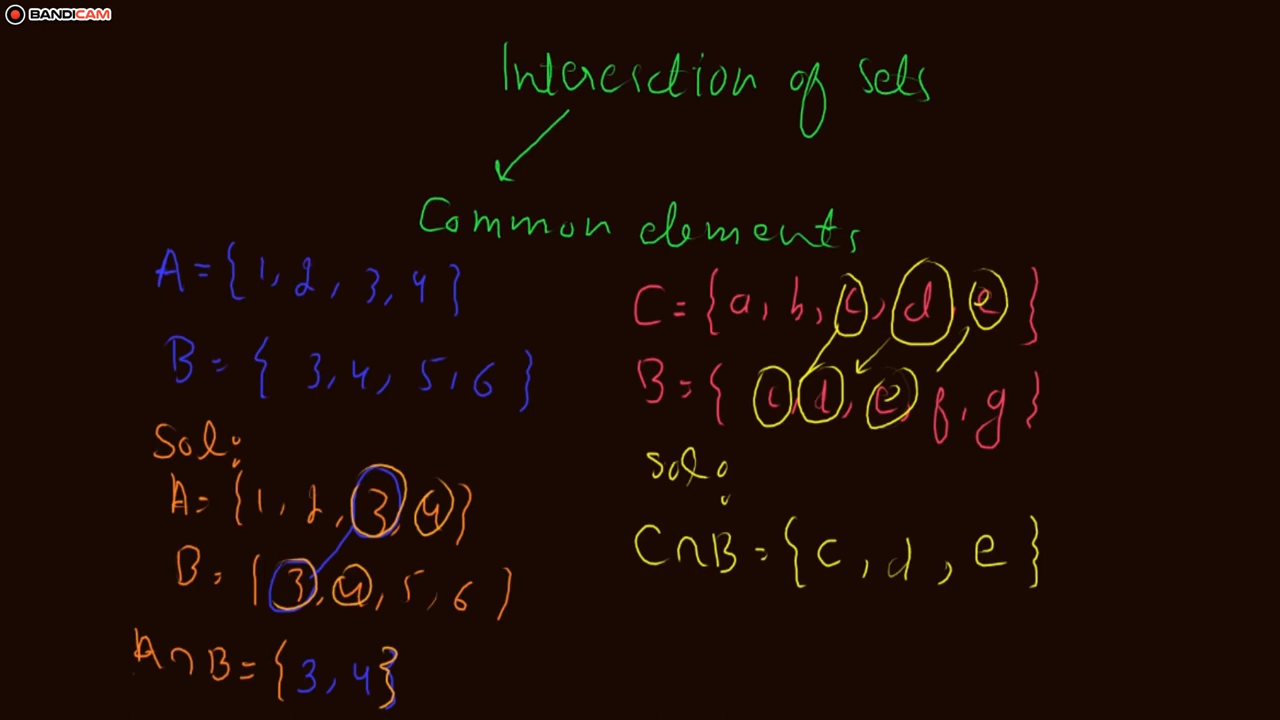 BANDICAM
Intersction of sets
Common elements
A={1, 2, 3, 4}
B={ 3, 4, 5, 6 }
Sol:
A={1, 2, 3, 4}
B={3, 4, 5, 6}
A∩B={3, 4}
C={a, b, c, d, e}
B={ c, d, e, f, g }
Sol:
C∩B={c, d, e}